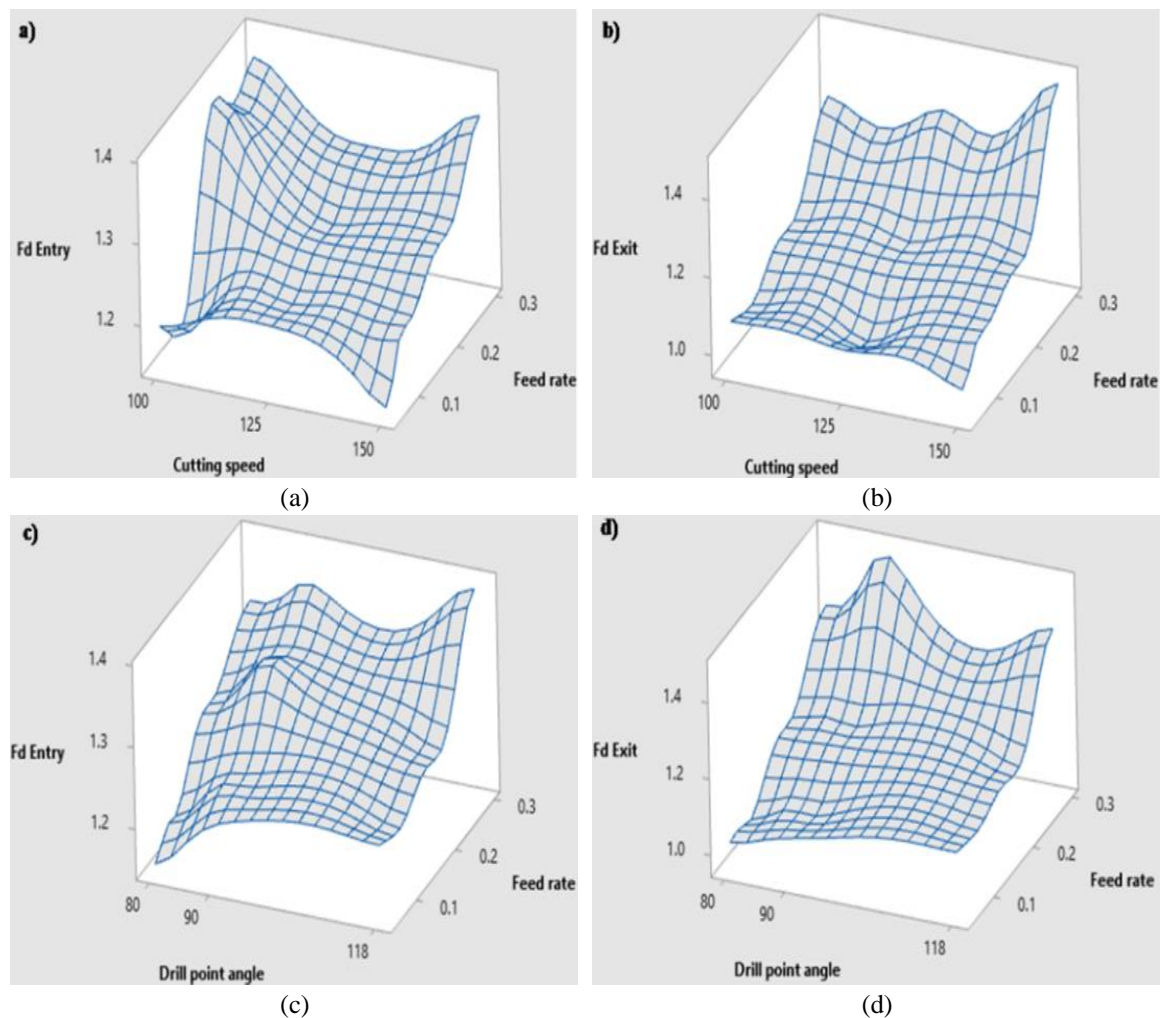 a)
1.4
1.3
Fd Entry
1.2
0.3
0.2
Feed rate
0.1
100
125
150
Cutting speed
b)
1.4
Fd Exit
1.2
1.0
0.3
0.2
Feed rate
0.1
100
125
150
Cutting speed
(a) (b)
c)
1.4
1.3
Fd Entry
1.2
0.3
0.2
Feed rate
0.1
80
90
118
Drill point angle
d)
1.4
Fd Exit
1.2
1.0
0.3
0.2
Feed rate
0.1
80
90
118
Drill point angle
(c) (d)